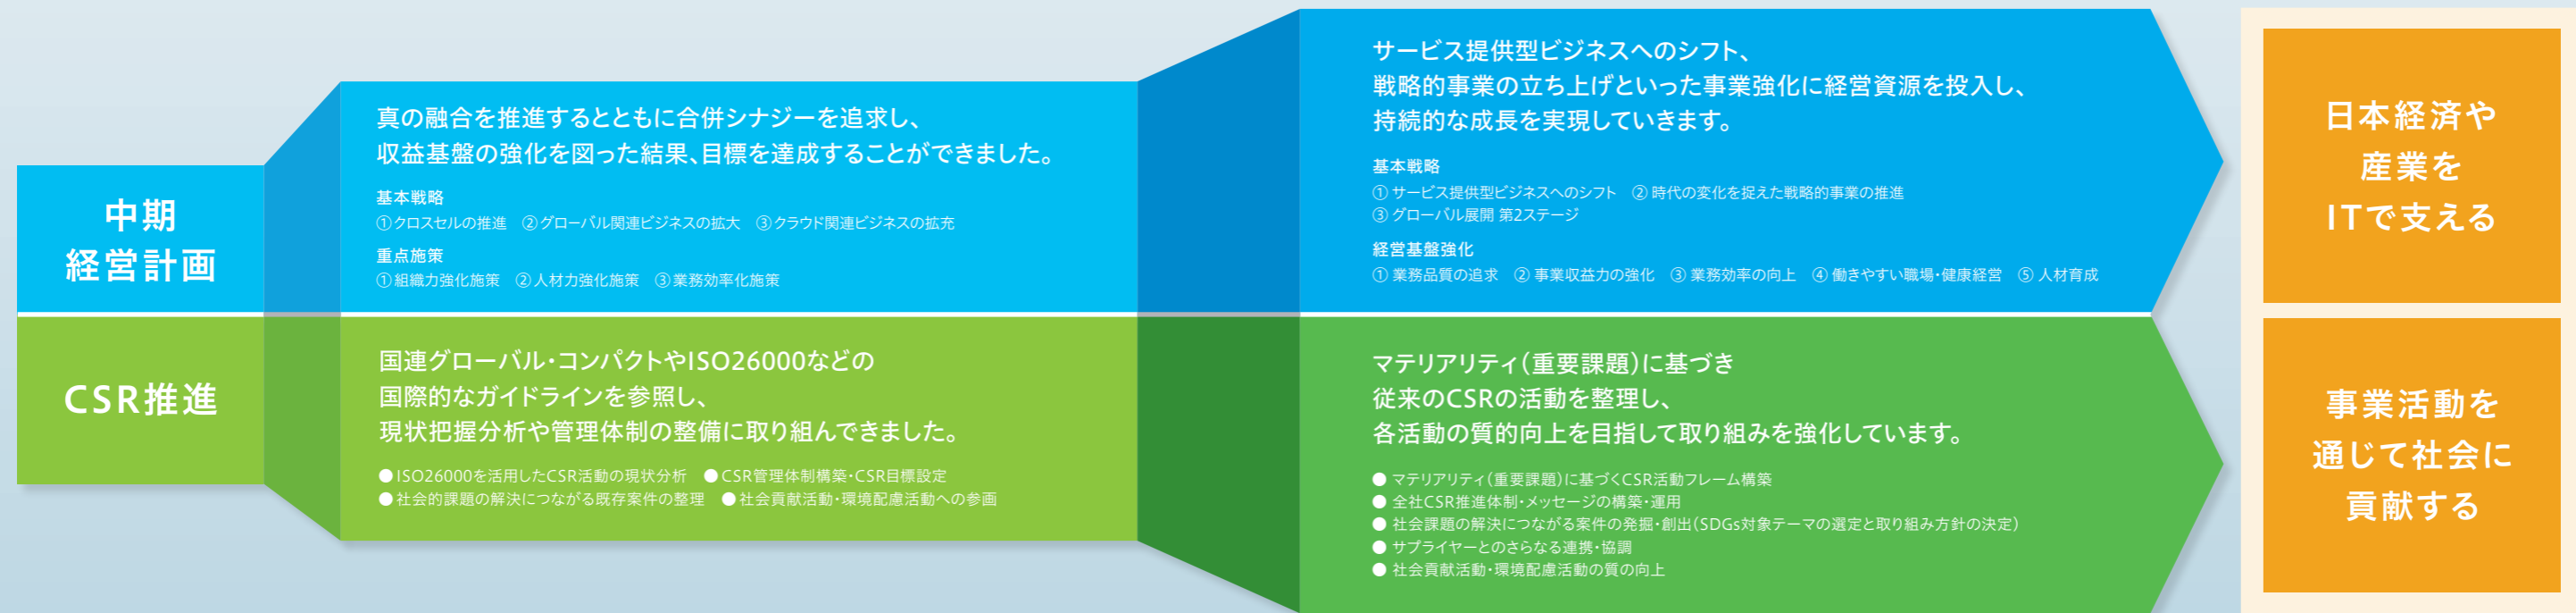 中期
経営計画
真の融合を推進するとともに合併シナジーを追求し、
収益基盤の強化を図った結果、目標を達成することができました。
基本戦略
①クロスセルの推進　②グローバル関連ビジネスの拡大　③クラウド関連ビジネスの拡充
重点施策
①組織力強化施策　②人材力強化施策　③業務効率化施策
サービス提供型ビジネスへのシフト、
戦略的事業の立ち上げといった事業強化に経営資源を投入し、
持続的な成長を実現していきます。
基本戦略
① サービス提供型ビジネスへのシフト　② 時代の変化を捉えた戦略的事業の推進
③ グローバル展開 第2ステージ
経営基盤強化
① 業務品質の追求　② 事業収益力の強化　③ 業務効率の向上　④ 働きやすい職場・健康経営　⑤ 人材育成
CSR推進
国連グローバル・コンパクトやISO26000などの
国際的なガイドラインを参照し、
現状把握分析や管理体制の整備に取り組んできました。
●ISO26000を活用したCSR活動の現状分析　●CSR管理体制構築・CSR目標設定
●社会的課題の解決につながる既存案件の整理　●社会貢献活動・環境配慮活動への参画
マテリアリティ（重要課題）に基づき
従来のCSRの活動を整理し、
各活動の質的向上を目指して取り組みを強化しています。
● マテリアリティ（重要課題）に基づくCSR活動フレーム構築
● 全社CSR推進体制・メッセージの構築・運用
● 社会課題の解決につながる案件の発掘・創出（SDGs対象テーマの選定と取り組み方針の決定）
● サプライヤーとのさらなる連携・協調
● 社会貢献活動・環境配慮活動の質の向上
日本経済や
産業を
ITで支える
事業活動を
通じて社会に
貢献する